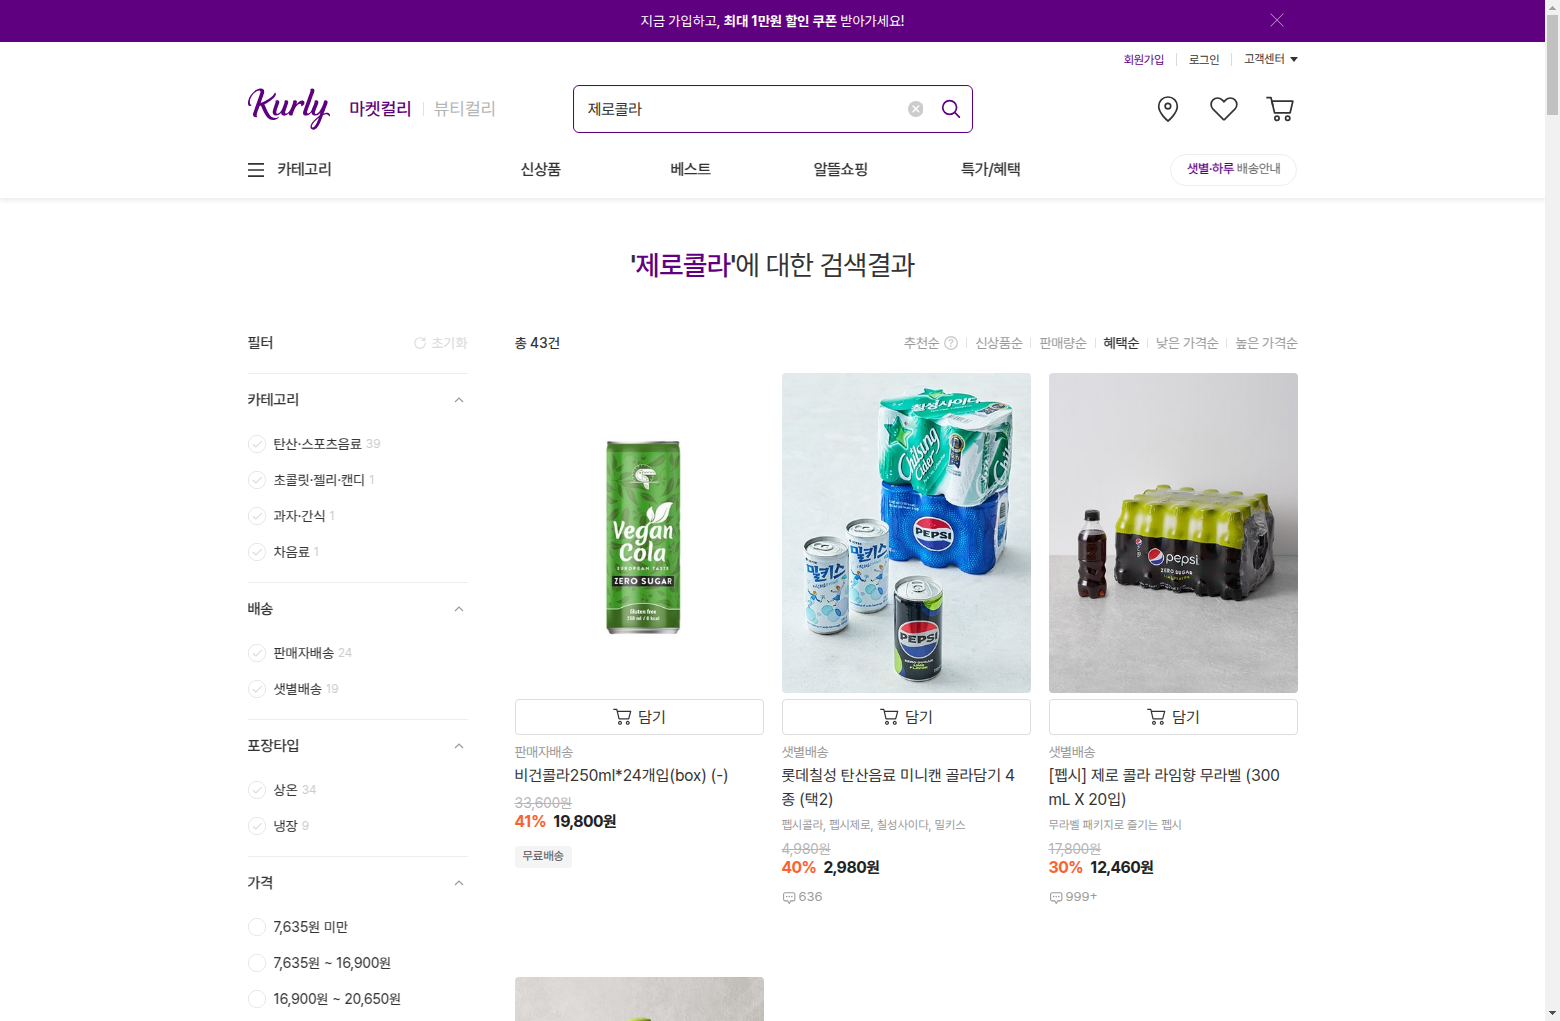 지금 가입하고, 최대 1만원 할인 쿠폰 받아가세요!
회원가입
로그인
고객센터
Kurly
마켓컬리
뷰티컬리
제로콜라
카테고리
신상품
베스트
알뜰쇼핑
특가/혜택
샛별·하루 배송안내
'제로콜라'에 대한 검색결과
필터
초기화
카테고리
탄산·스포츠음료 39
초콜릿·젤리·캔디 1
과자·간식 1
차음료 1
배송
판매자배송 24
샛별배송 19
포장타입
상온 34
냉장 9
가격
7,635원 미만
7,635원 ~ 16,900원
16,900원 ~ 20,650원
총 43건
추천순 ?
신상품순
판매량순
혜택순
낮은 가격순
높은 가격순
Vegan
Cola
EUROPEAN TASTE
ZERO SUGAR
Gluten free
담기
판매자배송
비건콜라250ml*24개입(box) (-)
33,600원
41% 19,800원
무료배송
칠성사이다
Chilsung
Cider
PEPSI
밀키스
밀키스
PEPSI
ZERO SUGAR
담기
샛별배송
롯데칠성 탄산음료 미니캔 골라담기 4
종 (택2)
펩시콜라, 펩시제로, 칠성사이다, 밀키스
4,980원
40% 2,980원
636
pepsi
ZERO SUGAR
담기
샛별배송
[펩시] 제로 콜라 라임향 무라벨 (300
mL X 20입)
무라벨 패키지로 즐기는 펩시
17,800원
30% 12,460원
999+